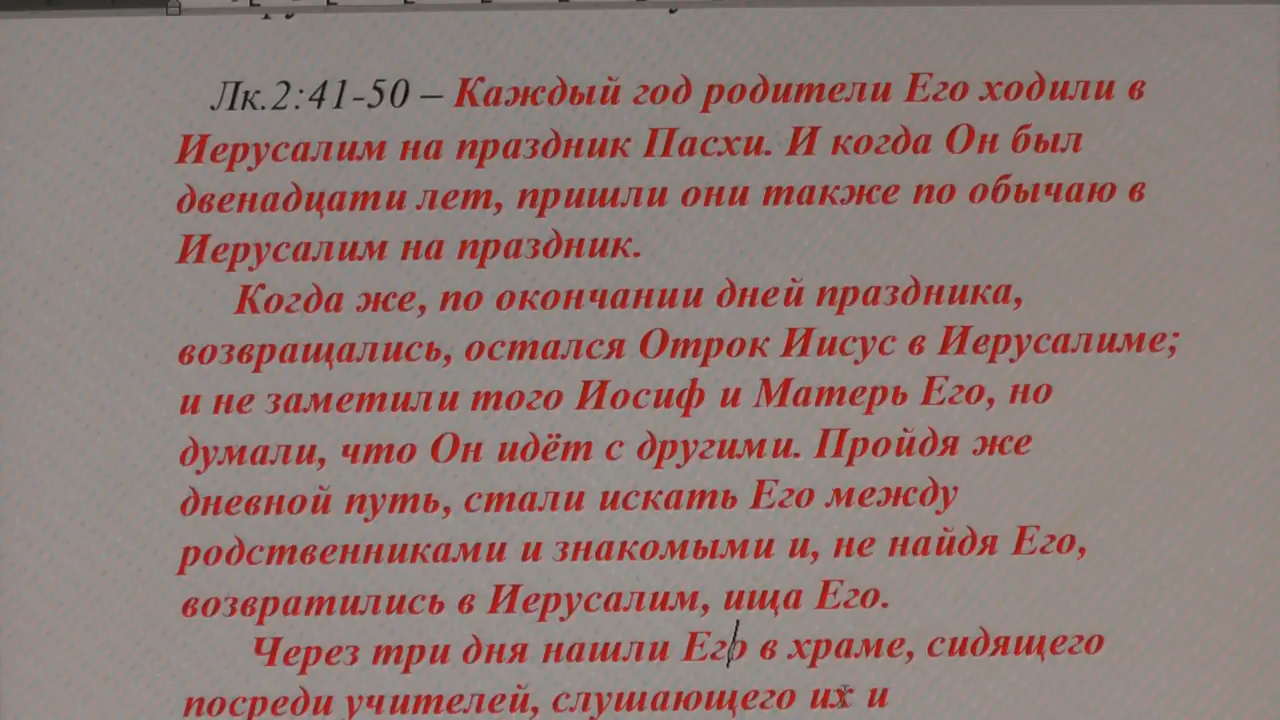 Лк.2:41-50 – Каждый год родители Его ходили в
Иерусалим на праздник Пасхи. И когда Он был
двенадцати лет, пришли они также по обычаю в
Иерусалим на праздник.
Когда же, по окончании дней праздника,
возвращались, остался Отрок Иисус в Иерусалиме;
и не заметили того Иосиф и Матерь Его, но
думали, что Он идёт с другими. Пройдя же
дневной путь, стали искать Его между
родственниками и знакомыми и, не найдя Его,
возвратились в Иерусалим, ища Его.
Через три дня нашли Его в храме, сидящего
посреди учителей, слушающего их и